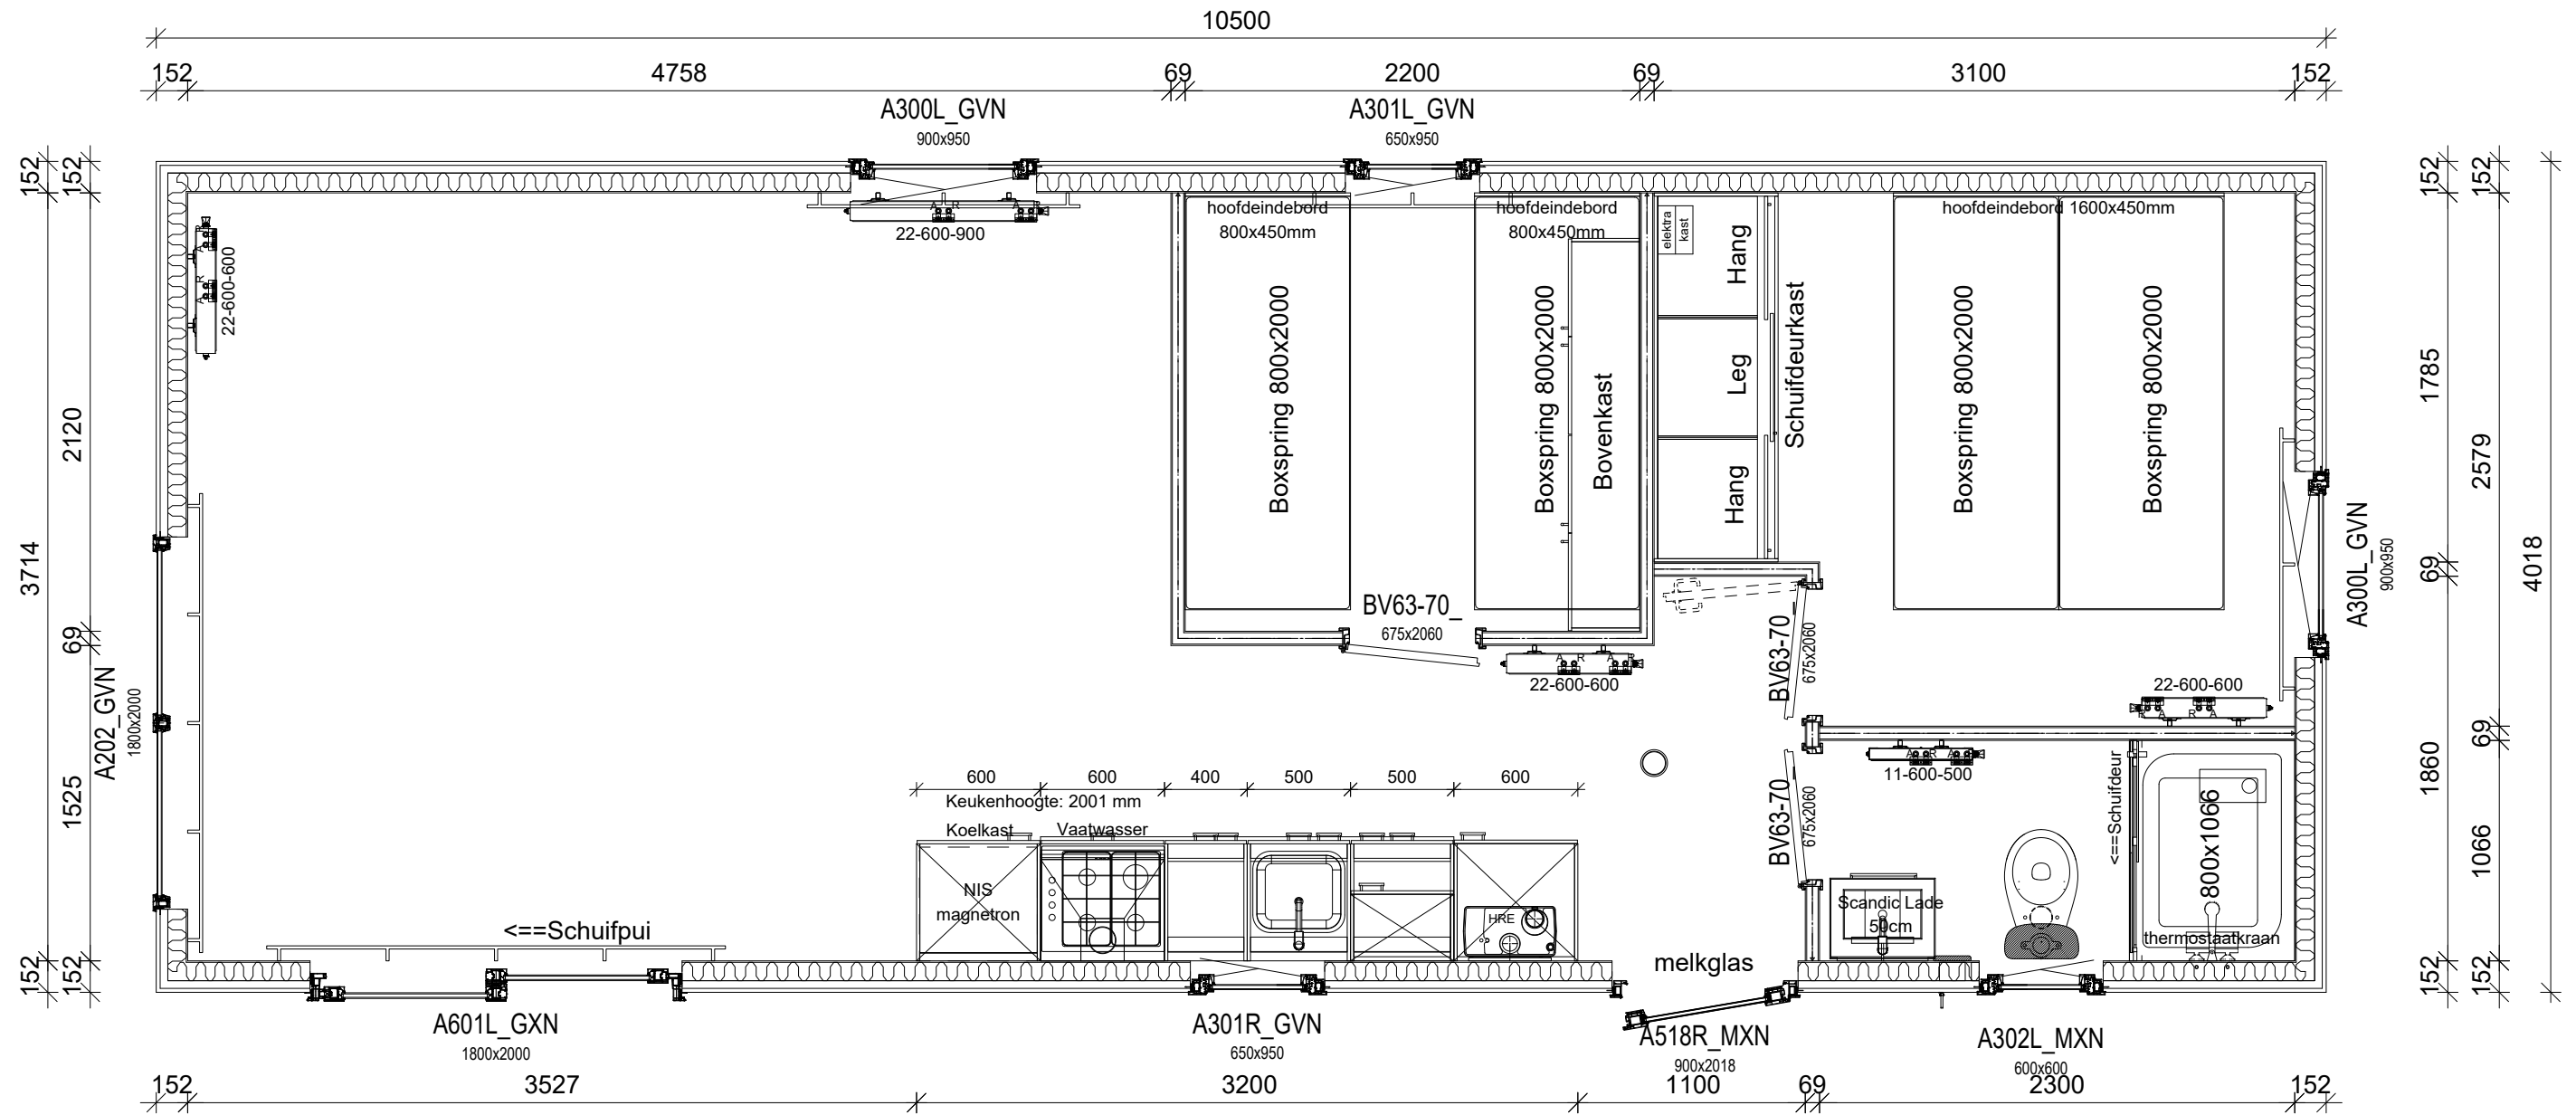 10500
152 4758 69 2200 69 3100 152
A300L_GVN
900x950
A301L_GVN
650x950
152
3714
152
152
2120
69
1525
152
152
1785
69
1860
152
152
2579
69
1066
152
4018
22-600-600
A R
R A
22-600-900
A R A R
hoofdeindebord
800x450mm
hoofdeindebord
800x450mm
Boxspring 800x2000
Boxspring 800x2000
Bovenkast
elektra
kast
Hang
Leg
Hang
Schuifdeurkast
hoofdeindebord 1600x450mm
Boxspring 800x2000
Boxspring 800x2000
A300L_GVN
900x950
A202_GVN
1800x2000
BV63-70_
675x2060
A R A R
22-600-600
BV63-70_
675x2060
22-600-600
R A R A
BV63-70_
675x2060
A R A R
11-600-500
<==Schuifdeur
800x1066
thermostaatkraan
Scandic Lade
50cm
600 600 400 500 500 600
Keukenhoogte: 2001 mm
Koelkast
Vaatwasser
NIS
magnetron
HRE
<==Schuifpui
melkglas
A601L_GXN
1800x2000
A301R_GVN
650x950
A518R_MXN
900x2018
A302L_MXN
600x600
152 3527 3200 1100 69 2300 152